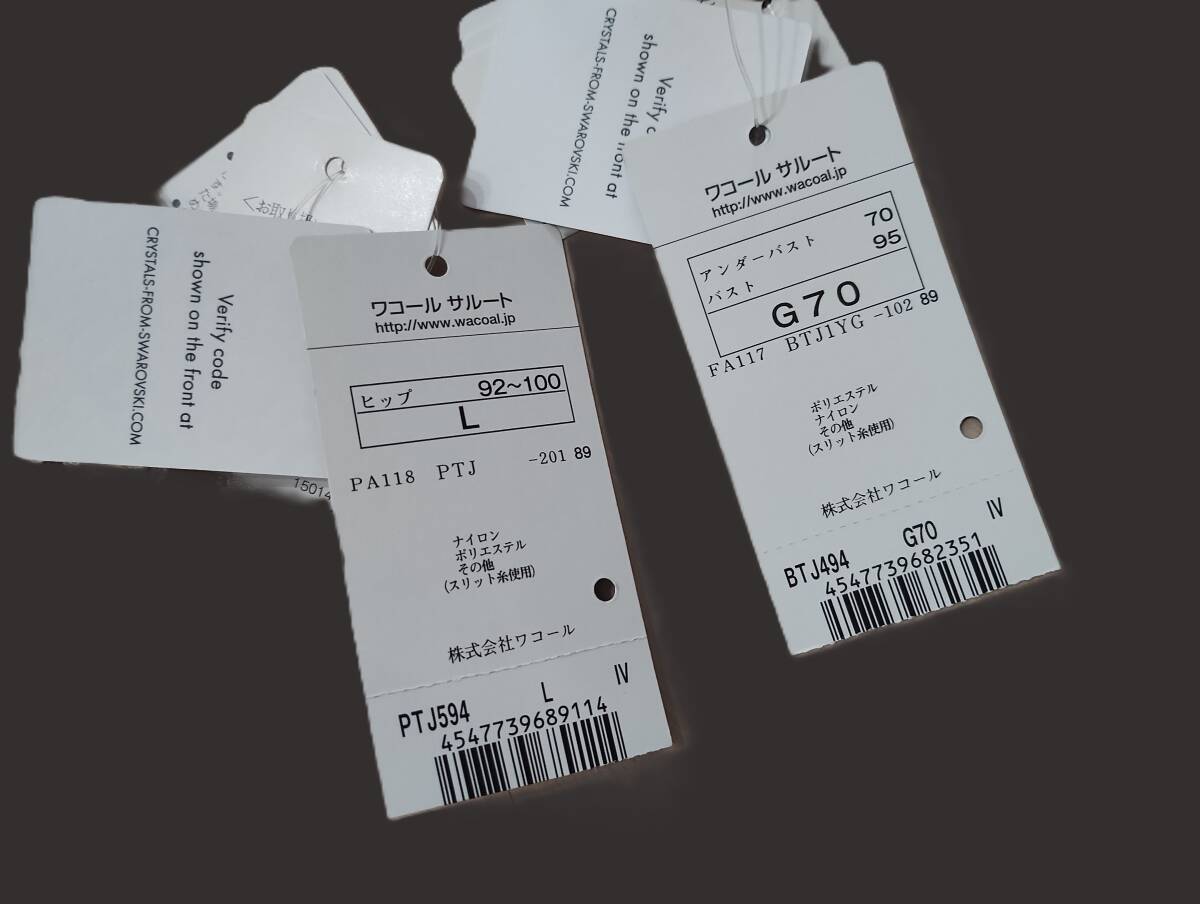 Verify code
shown on the front at
CRYSTALS-FROM-SWAROVSKI.COM
15014
ワコール サルート
http://www.wacoal.jp
ヒップ 92～100
L
PA118 PTJ -201 89
ナイロン
ポリエステル
その他
(スリット糸使用)
株式会社ワコール
PTJ594 L IV
4547739689114
Verify c
shown on the front at
CRYSTALS-FROM-SWAROVSKI.COM
ワコール サルート
http://www.wacoal.jp
アンダーバスト 70
バスト 95
G70
FA117 BTJ1YG -102 89
ポリエステル
ナイロン
その他
(スリット糸使用)
株式会社ワコール
BTJ494 G70 IV
4547739682351